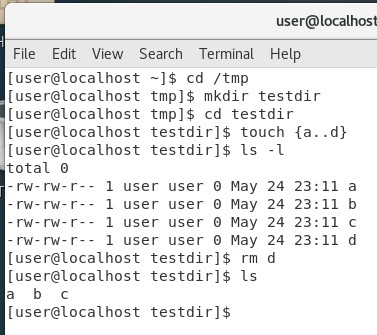 user@localhost
File Edit View Search Terminal Help
[user@localhost ~]$ cd /tmp
[user@localhost tmp]$ mkdir testdir
[user@localhost tmp]$ cd testdir
[user@localhost testdir]$ touch {a..d}
[user@localhost testdir]$ ls -l
total 0
-rw-rw-r-- 1 user user 0 May 24 23:11 a
-rw-rw-r-- 1 user user 0 May 24 23:11 b
-rw-rw-r-- 1 user user 0 May 24 23:11 c
-rw-rw-r-- 1 user user 0 May 24 23:11 d
[user@localhost testdir]$ rm d
[user@localhost testdir]$ ls
a  b  c
[user@localhost testdir]$